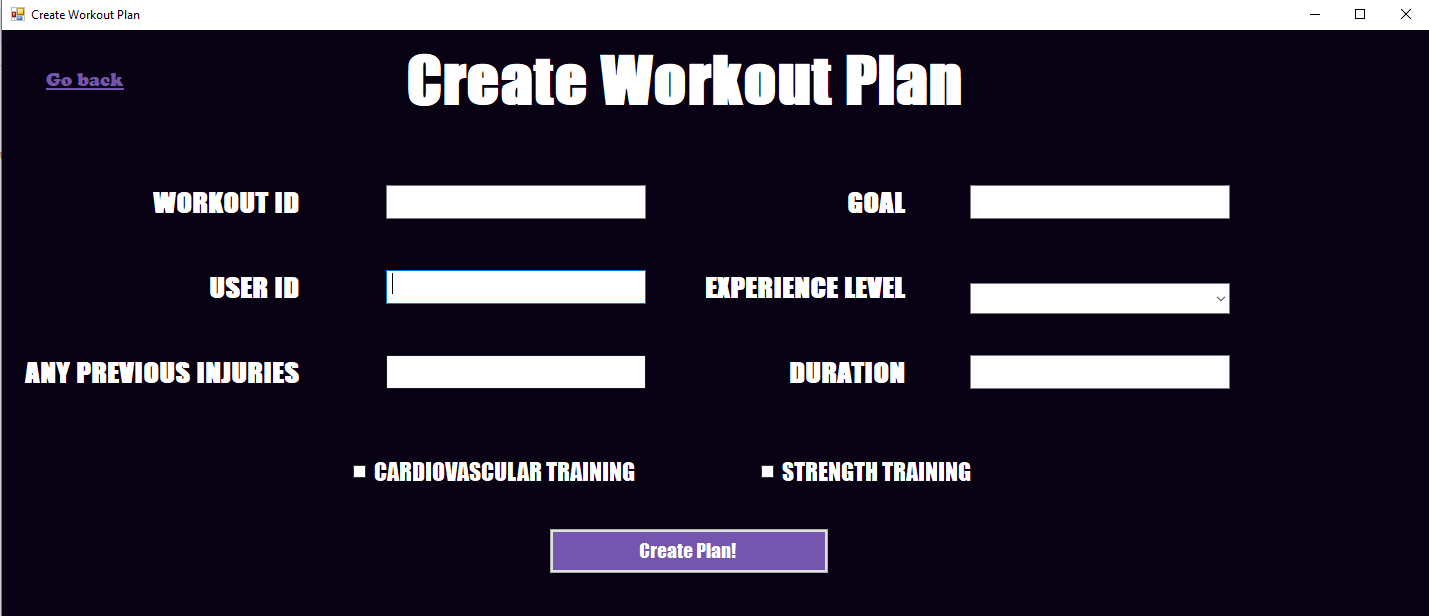 Create Workout Plan
Go back
Create Workout Plan
WORKOUT ID
GOAL
USER ID
EXPERIENCE LEVEL
ANY PREVIOUS INJURIES
DURATION
CARDIOVASCULAR TRAINING
STRENGTH TRAINING
Create Plan!